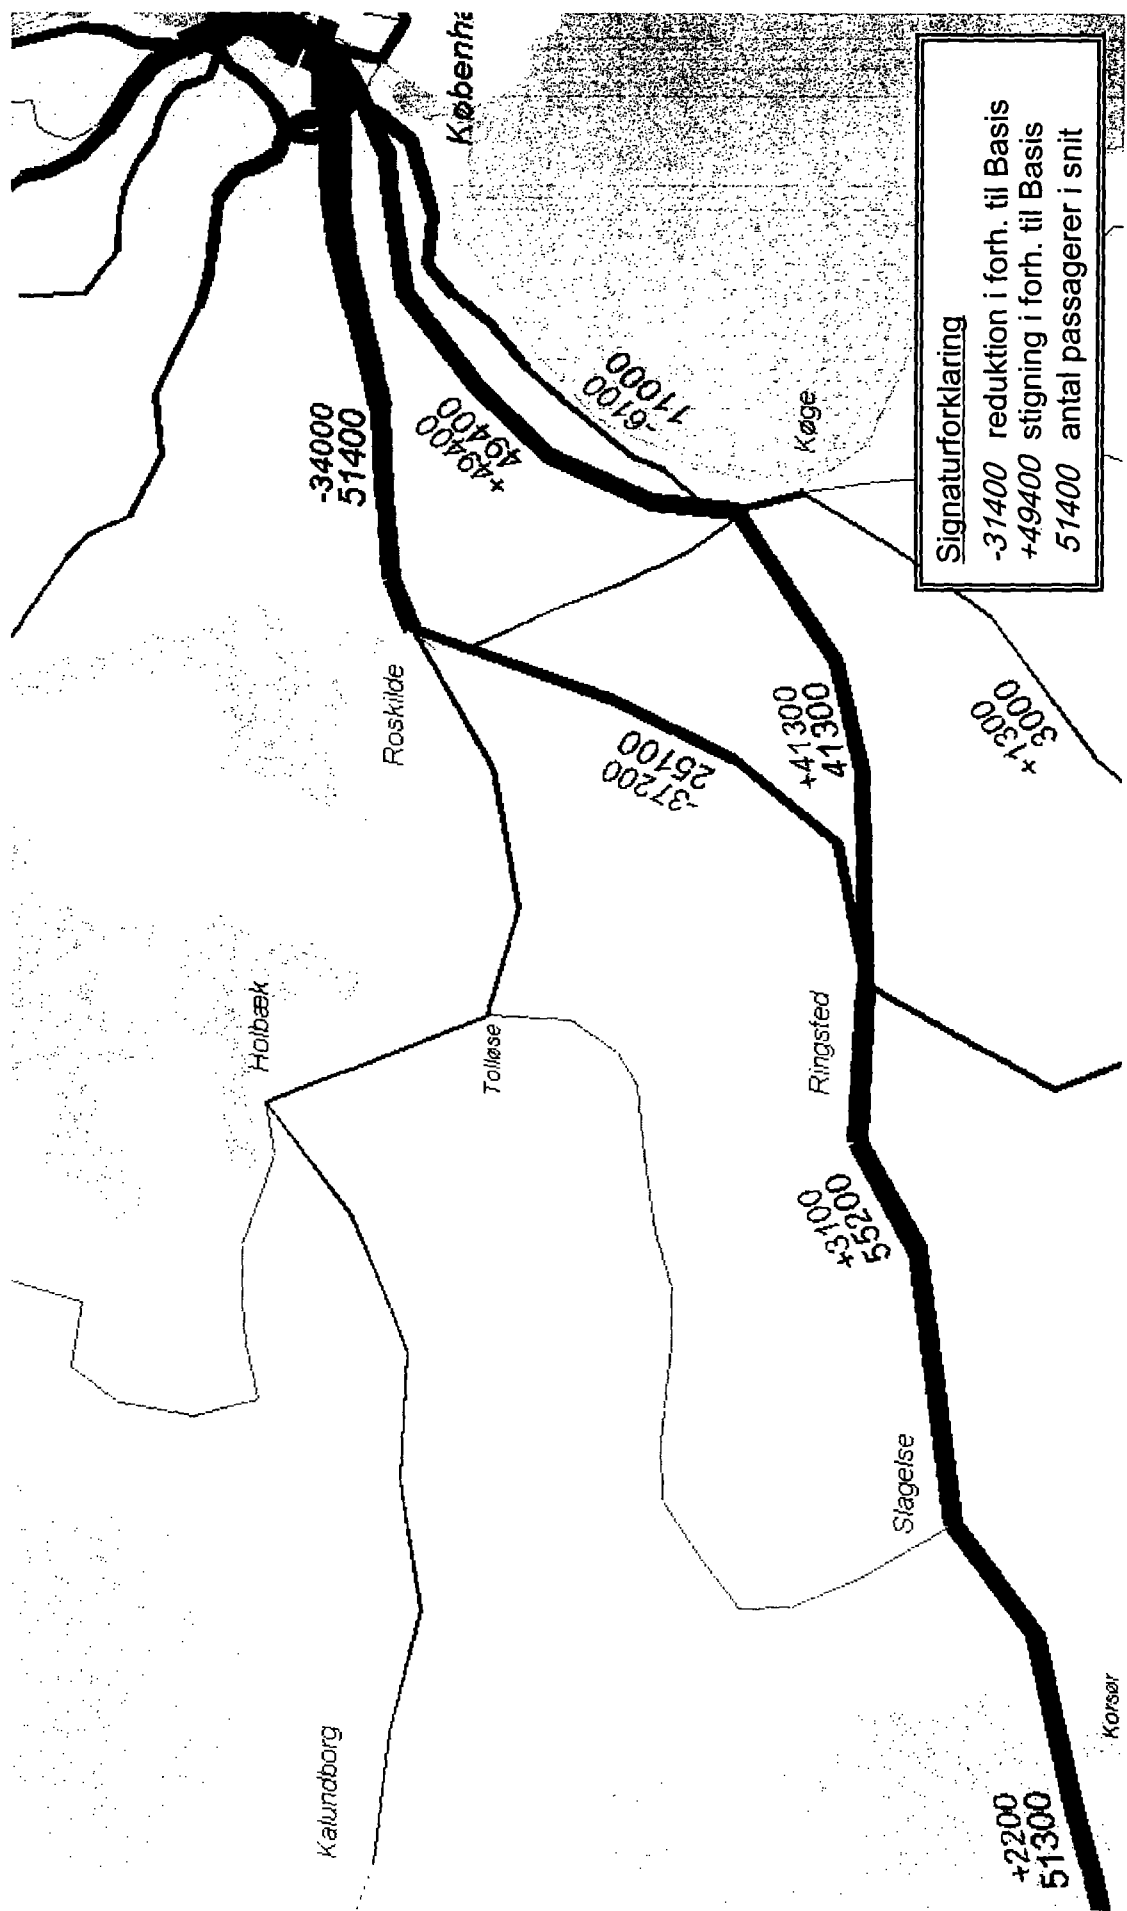 Københa
-34000
51400
+49400
49400
-6100
11000
Køge
Roskilde
-37200
25100
+41300
41300
+1300
3000
Holbæk
Tølløse
Ringsted
+3100
55200
Slagelse
Kalundborg
Korsør
+2200
51300
Signaturforklaring
-31400 reduktion i forh. til Basis
+49400 stigning i forh. til Basis
51400 antal passagerer i snit